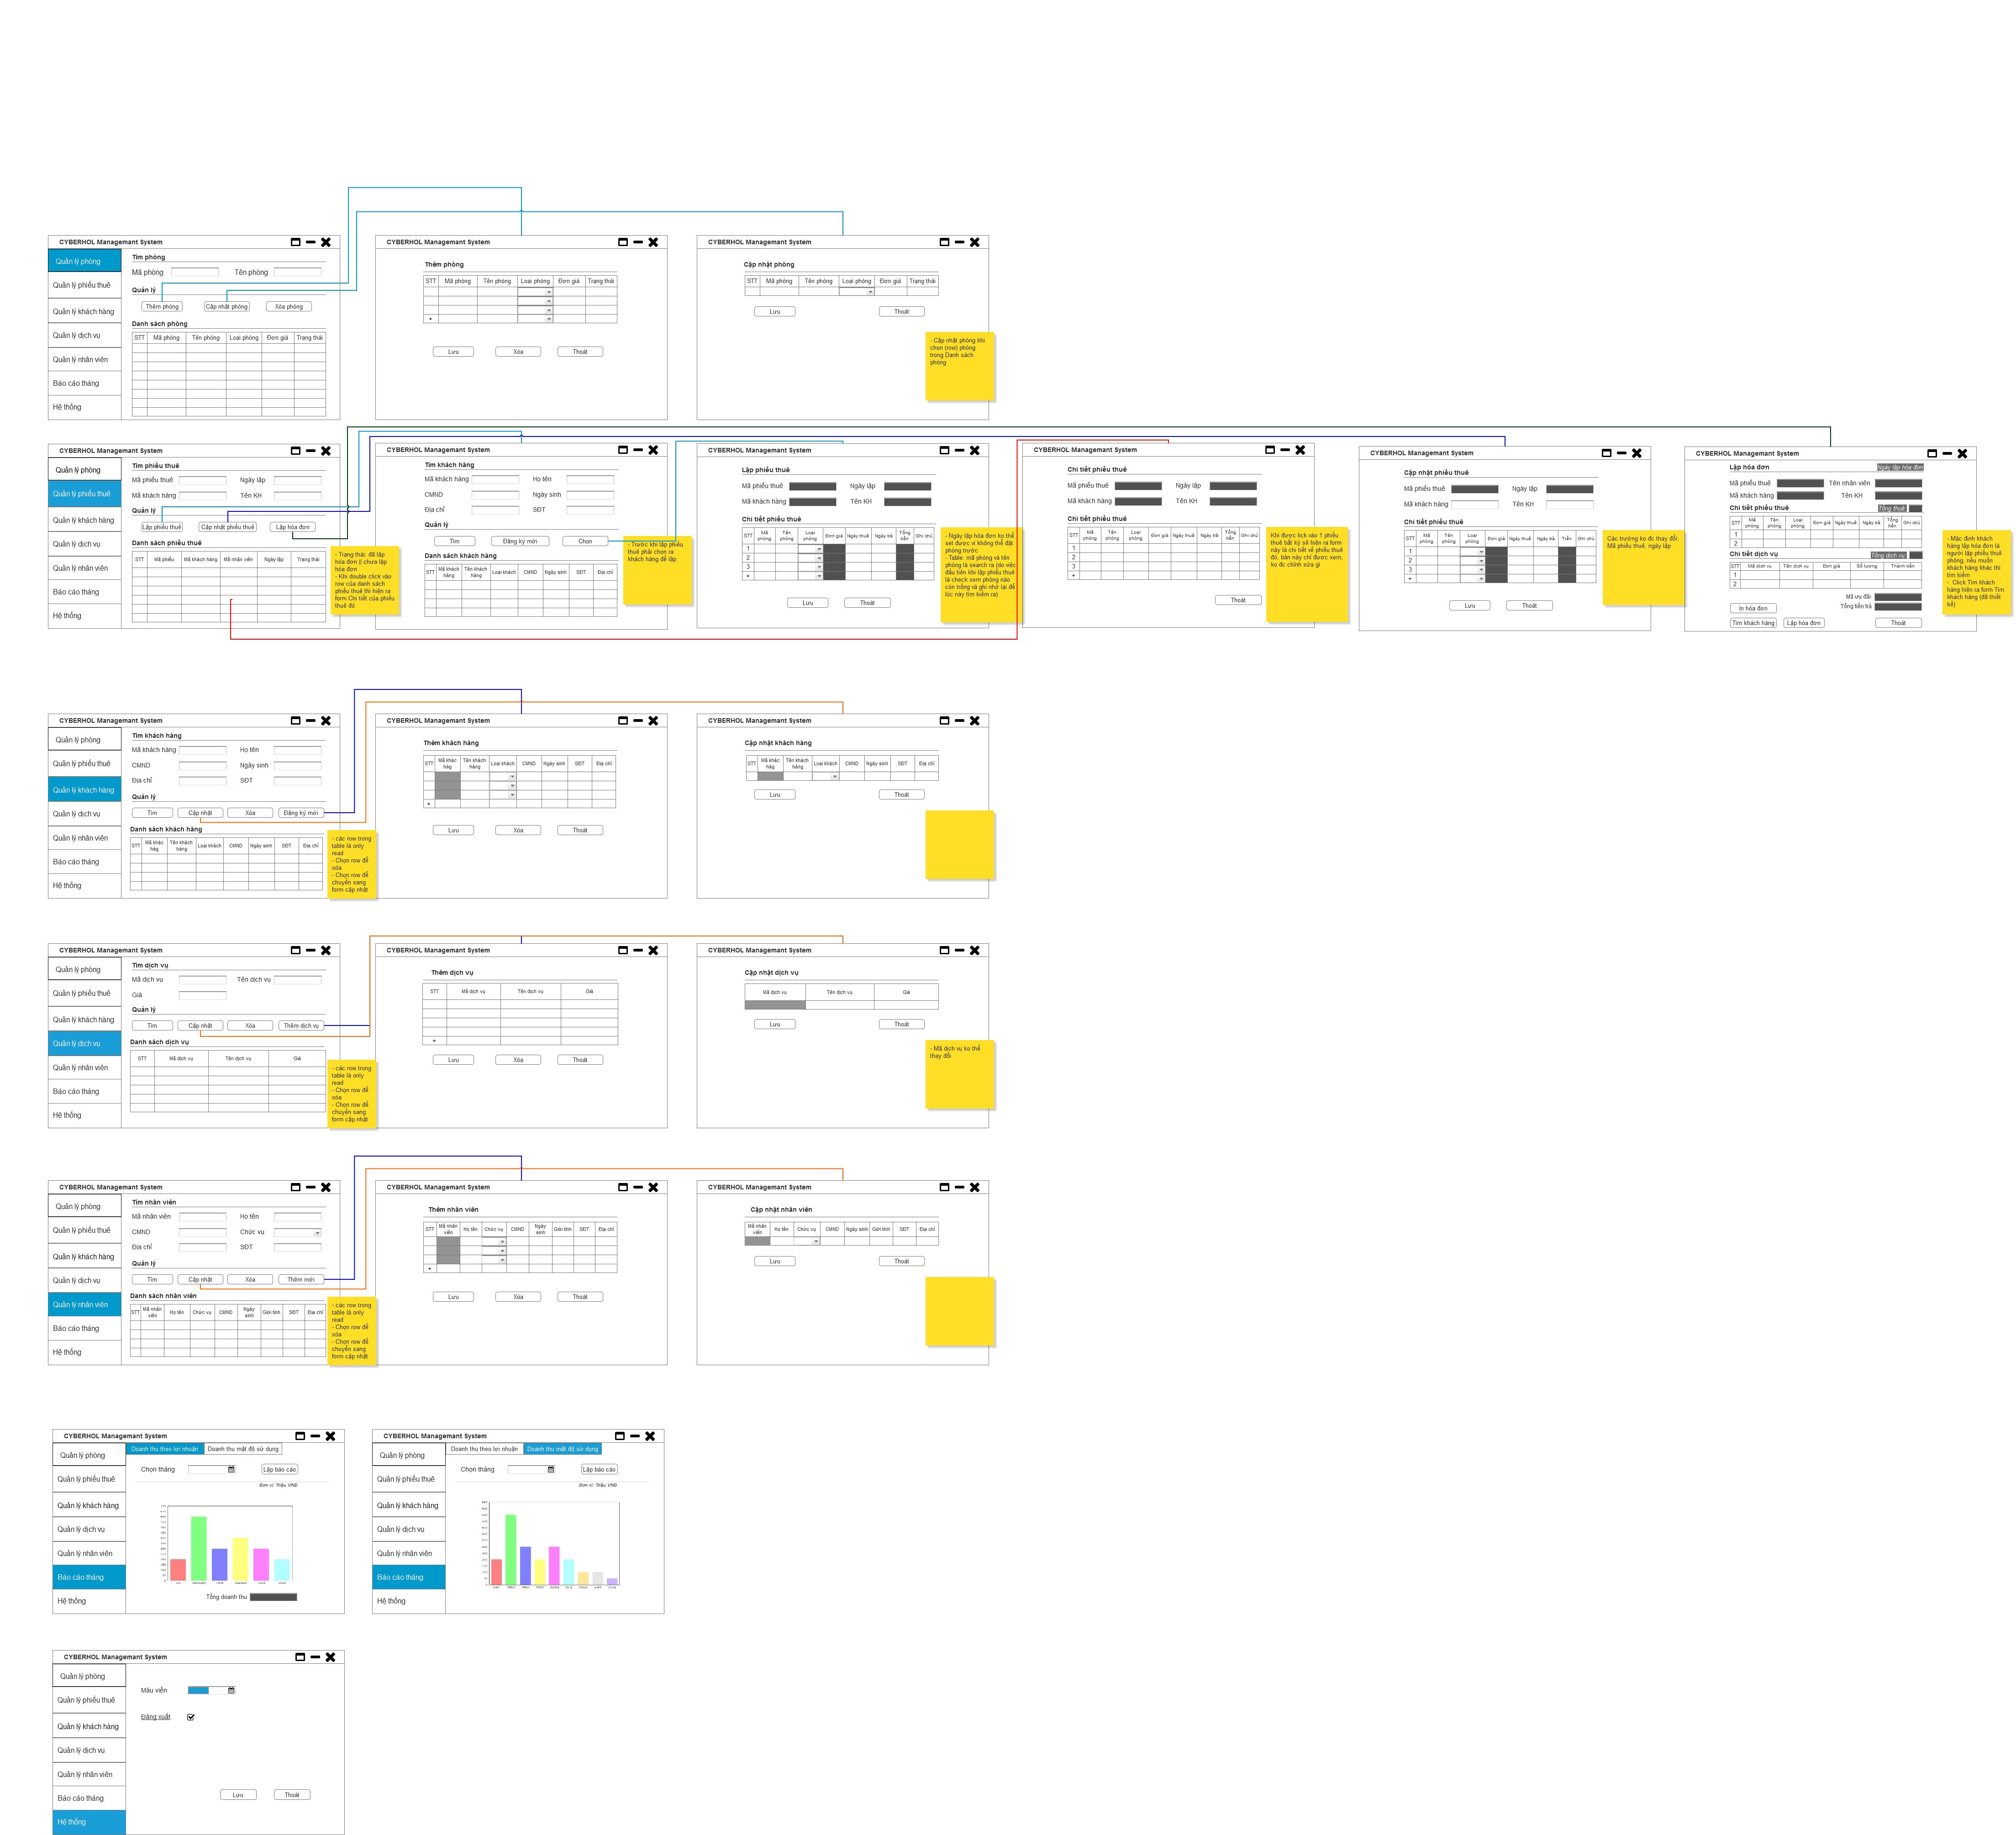 CYBERHOL Managemant System
Quản lý phòng
Quản lý phiếu thuê
Quản lý khách hàng
Quản lý dịch vụ
Quản lý nhân viên
Báo cáo tháng
Hệ thống
Tìm phòng
Mã phòng Tên phòng
Quản lý
Thêm phòng Cập nhật phòng Xóa phòng
Danh sách phòng
STT Mã phòng Tên phòng Loại phòng Đơn giá Trạng thái
CYBERHOL Managemant System
Thêm phòng
STT Mã phòng Tên phòng Loại phòng Đơn giá Trạng thái
+
Lưu Xóa Thoát
CYBERHOL Managemant System
Cập nhật phòng
STT Mã phòng Tên phòng Loại phòng Đơn giá Trạng thái
Lưu Thoát
- Cập nhật phòng khi
chọn (row) phòng
trong Danh sách
phòng
CYBERHOL Managemant System
Quản lý phòng
Quản lý phiếu thuê
Quản lý khách hàng
Quản lý dịch vụ
Quản lý nhân viên
Báo cáo tháng
Hệ thống
Tìm phiếu thuê
Mã phiếu thuê Ngày lập
Mã khách hàng Tên KH
Quản lý
Lập phiếu thuê Cập nhật phiếu thuê Lập hóa đơn
Danh sách phiếu thuê
STT Mã phiếu Mã khách hàng Mã nhân viên Ngày lập Trạng thái
- Trạng thái: đã lập
hóa đơn || chưa lập
hóa đơn
- Khi double click vào
row của danh sách
phiếu thuê thì hiện ra
form Chi tiết của phiếu
thuê đó
CYBERHOL Managemant System
Tìm khách hàng
Mã khách hàng Họ tên
CMND Ngày sinh
Địa chỉ SĐT
Quản lý
Tìm Đăng ký mới Chọn
Danh sách khách hàng
STT Mã khách hàng Tên khách hàng Loại khách CMND Ngày sinh SĐT Địa chỉ
- Trước khi lập phiếu
thuê phải chọn ra
khách hàng để lập
CYBERHOL Managemant System
Lập phiếu thuê
Mã phiếu thuê Ngày lập
Mã khách hàng Tên KH
Chi tiết phiếu thuê
STT Mã phòng Tên phòng Loại phòng Đơn giá Ngày thuê Ngày trả Tổng tiền Ghi chú
1
2
3
+
Lưu Thoát
- Ngày lập hóa đơn ko thể
set được vì không thể đặt
phòng trước
- Table: mã phòng và tên
phòng là search ra (do việc
đầu tiên khi lập phiếu thuê
là check xem phòng nào
còn trống và ghi nhớ lại để
lúc này tìm kiếm ra)
CYBERHOL Managemant System
Chi tiết phiếu thuê
Mã phiếu thuê Ngày lập
Mã khách hàng Tên KH
Chi tiết phiếu thuê
STT Mã phòng Tên phòng Loại phòng Đơn giá Ngày thuê Ngày trả Tổng tiền Ghi chú
1
2
3
+
Thoát
Khi được lick vào 1 phiếu
thuê bất kỳ sẽ hiện ra form
này là chi tiết về phiếu thuê
đó, bản này chỉ được xem,
ko đc chỉnh sửa gì
CYBERHOL Managemant System
Cập nhật phiếu thuê
Mã phiếu thuê Ngày lập
Mã khách hàng Tên KH
Chi tiết phiếu thuê
STT Mã phòng Tên phòng Loại phòng Đơn giá Ngày thuê Ngày trả Tiền Ghi chú
1
2
3
+
Lưu Thoát
Các trường ko đc thay đổi:
Mã phiếu thuê, ngày lập
CYBERHOL Managemant System
Lập hóa đơn Ngày lập hóa đơn
Mã phiếu thuê Tên nhân viên
Mã khách hàng Tên KH
Chi tiết phiếu thuê Tổng thuê
STT Mã phòng Tên phòng Loại phòng Đơn giá Ngày thuê Ngày trả Tổng tiền Ghi chú
1
2
Chi tiết dịch vụ Tổng dịch vụ
STT Mã dịch vụ Tên dịch vụ Đơn giá Số lượng Thành tiền
1
2
Mã ưu đãi
In hóa đơn Tổng tiền trả
Tìm khách hàng Lập hóa đơn Thoát
- Mặc định khách
hàng lập hóa đơn là
người lập phiếu thuê
phòng, nếu muốn
khách hàng khác thì
tìm kiếm
- Click Tìm khách
hàng hiện ra form Tìm
khách hàng (đã thiết
kế)
CYBERHOL Managemant System
Quản lý phòng
Quản lý phiếu thuê
Quản lý khách hàng
Quản lý dịch vụ
Quản lý nhân viên
Báo cáo tháng
Hệ thống
Tìm khách hàng
Mã khách hàng Họ tên
CMND Ngày sinh
Địa chỉ SĐT
Quản lý
Tìm Cập nhật Xóa Đăng ký mới
Danh sách khách hàng
STT Mã khác hàg Tên khách hàng Loại khách CMND Ngày sinh SĐT Địa chỉ
- các row trong
table là only
read
- Chọn row để
xóa
- Chọn row để
chuyển sang
form cập nhật
CYBERHOL Managemant System
Thêm khách hàng
STT Mã khác hàg Tên khách hàng Loại khách CMND Ngày sinh SĐT Địa chỉ
+
Lưu Xóa Thoát
CYBERHOL Managemant System
Cập nhật khách hàng
STT Mã khác hàg Tên khách hàng Loại khách CMND Ngày sinh SĐT Địa chỉ
Lưu Thoát
CYBERHOL Managemant System
Quản lý phòng
Quản lý phiếu thuê
Quản lý khách hàng
Quản lý dịch vụ
Quản lý nhân viên
Báo cáo tháng
Hệ thống
Tìm dịch vụ
Mã dịch vụ Tên dịch vụ
Giá
Quản lý
Tìm Cập nhật Xóa Thêm dịch vụ
Danh sách dịch vụ
STT Mã dịch vụ Tên dịch vụ Giá
- các row trong
table là only
read
- Chọn row để
xóa
- Chọn row để
chuyển sang
form cập nhật
CYBERHOL Managemant System
Thêm dịch vụ
STT Mã dịch vụ Tên dịch vụ Giá
+
Lưu Xóa Thoát
CYBERHOL Managemant System
Cập nhật dịch vụ
Mã dịch vụ Tên dịch vụ Giá
Lưu Thoát
- Mã dịch vụ ko thể
thay đổi
CYBERHOL Managemant System
Quản lý phòng
Quản lý phiếu thuê
Quản lý khách hàng
Quản lý dịch vụ
Quản lý nhân viên
Báo cáo tháng
Hệ thống
Tìm nhân viên
Mã nhân viên Họ tên
CMND Chức vụ
Địa chỉ SĐT
Quản lý
Tìm Cập nhật Xóa Thêm mới
Danh sách nhân viên
STT Mã nhân viên Họ tên Chức vụ CMND Ngày sinh Giới tính SĐT Địa chỉ
- các row trong
table là only
read
- Chọn row để
xóa
- Chọn row để
chuyển sang
form cập nhật
CYBERHOL Managemant System
Thêm nhân viên
STT Mã nhân viên Họ tên Chức vụ CMND Ngày sinh Giới tính SĐT Địa chỉ
+
Lưu Xóa Thoát
CYBERHOL Managemant System
Cập nhật nhân viên
Mã nhân viên Họ tên Chức vụ CMND Ngày sinh Giới tính SĐT Địa chỉ
Lưu Thoát
CYBERHOL Managemant System
Quản lý phòng
Quản lý phiếu thuê
Quản lý khách hàng
Quản lý dịch vụ
Quản lý nhân viên
Báo cáo tháng
Hệ thống
Doanh thu theo lợi nhuận Doanh thu mật độ sử dụng
Chọn tháng Lập báo cáo
Đơn vị: Triệu VNĐ
Tổng doanh thu
CYBERHOL Managemant System
Quản lý phòng
Quản lý phiếu thuê
Quản lý khách hàng
Quản lý dịch vụ
Quản lý nhân viên
Báo cáo tháng
Hệ thống
Doanh thu theo lợi nhuận Doanh thu mật độ sử dụng
Chọn tháng Lập báo cáo
Đơn vị: Triệu VNĐ
CYBERHOL Managemant System
Quản lý phòng
Quản lý phiếu thuê
Quản lý khách hàng
Quản lý dịch vụ
Quản lý nhân viên
Báo cáo tháng
Hệ thống
Màu viền
Đăng xuất
Lưu Thoát